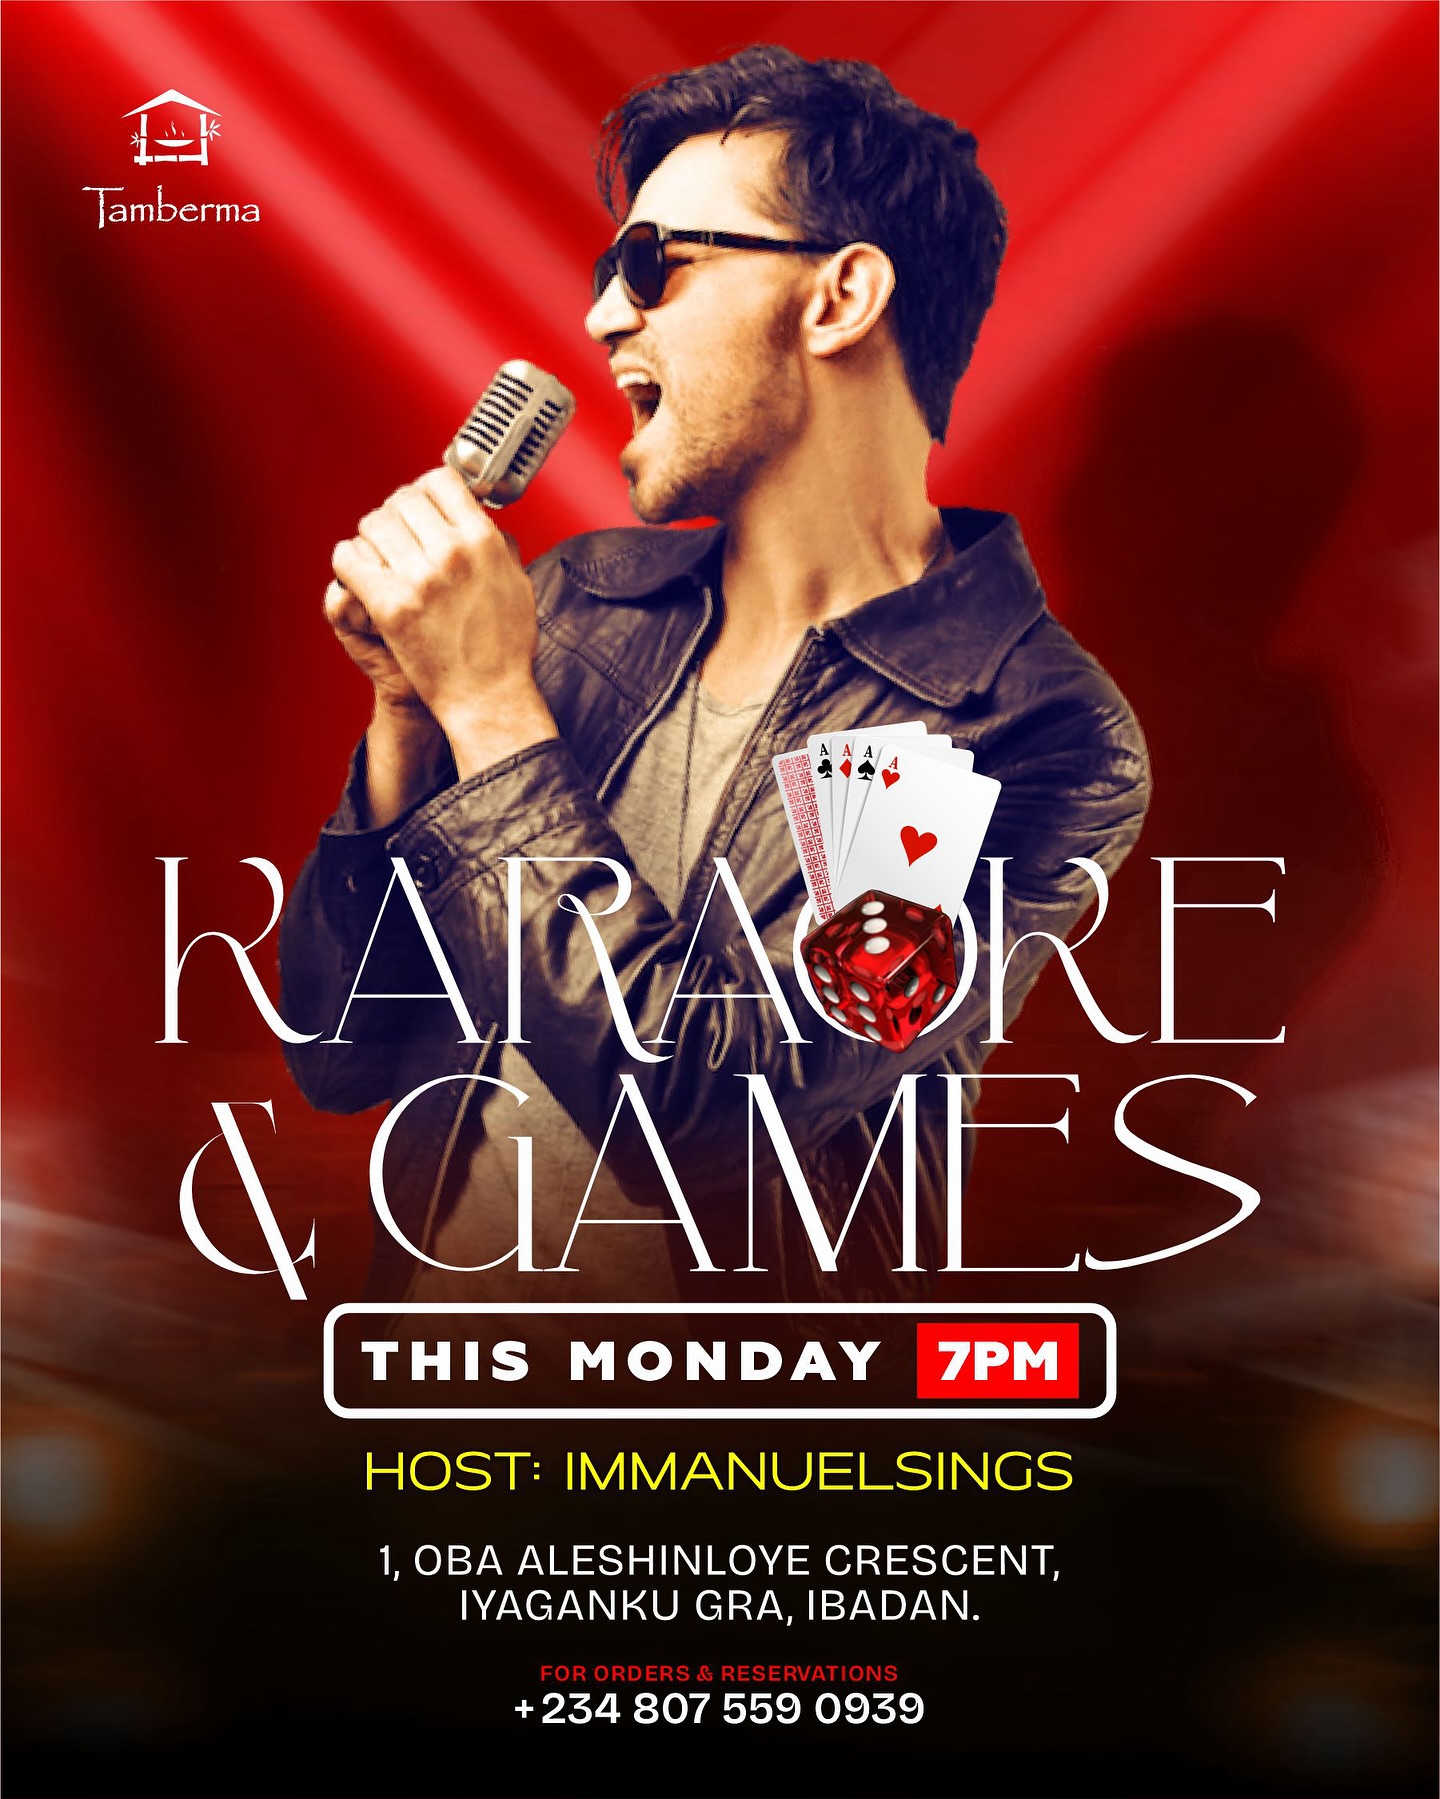 Tamberma
A
A
A
A
KARAOKE
& GAMES
THIS MONDAY 7PM
HOST: IMMANUELSINGS
1, OBA ALESHINLOYE CRESCENT,
IYAGANKU GRA, IBADAN.
FOR ORDERS & RESERVATIONS
+234 807 559 0939